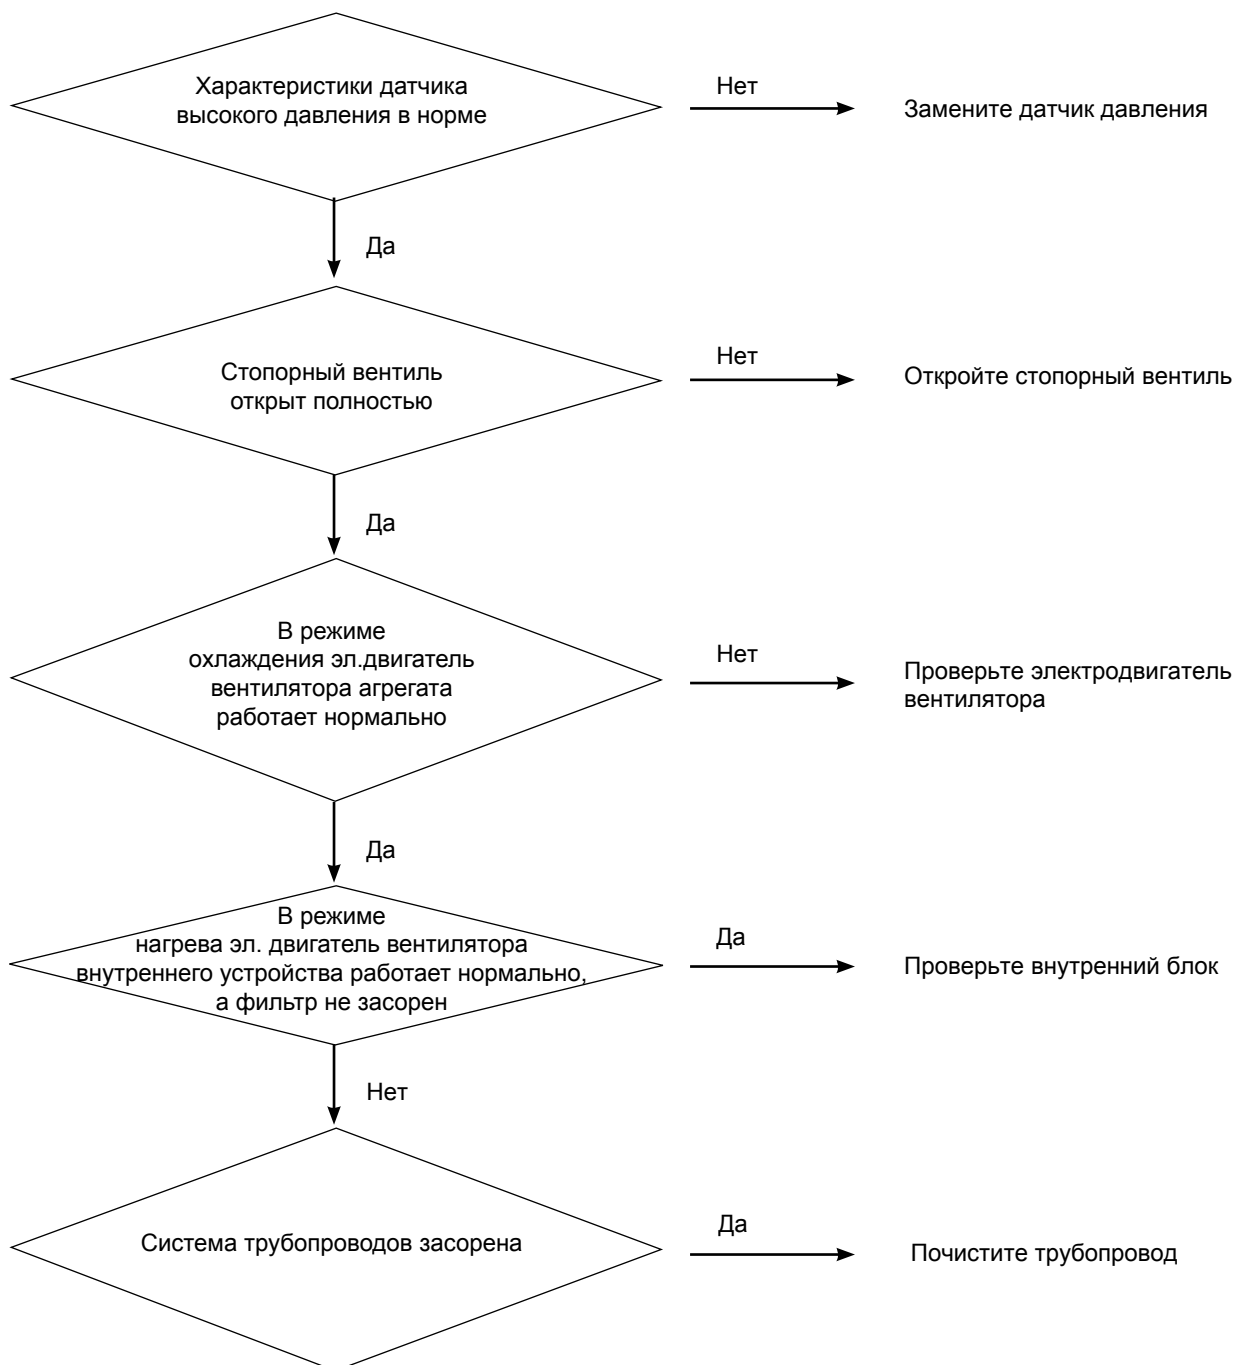 Характеристики датчика
высокого давления в норме
Нет
Замените датчик давления
Да
Стопорный вентиль
открыт полностью
Нет
Откройте стопорный вентиль
Да
В режиме
охлаждения эл.двигатель
вентилятора агрегата
работает нормально
Нет
Проверьте электродвигатель
вентилятора
Да
В режиме
нагрева эл. двигатель вентилятора
внутреннего устройства работает нормально,
а фильтр не засорен
Да
Проверьте внутренний блок
Нет
Система трубопроводов засорена
Да
Почистите трубопровод